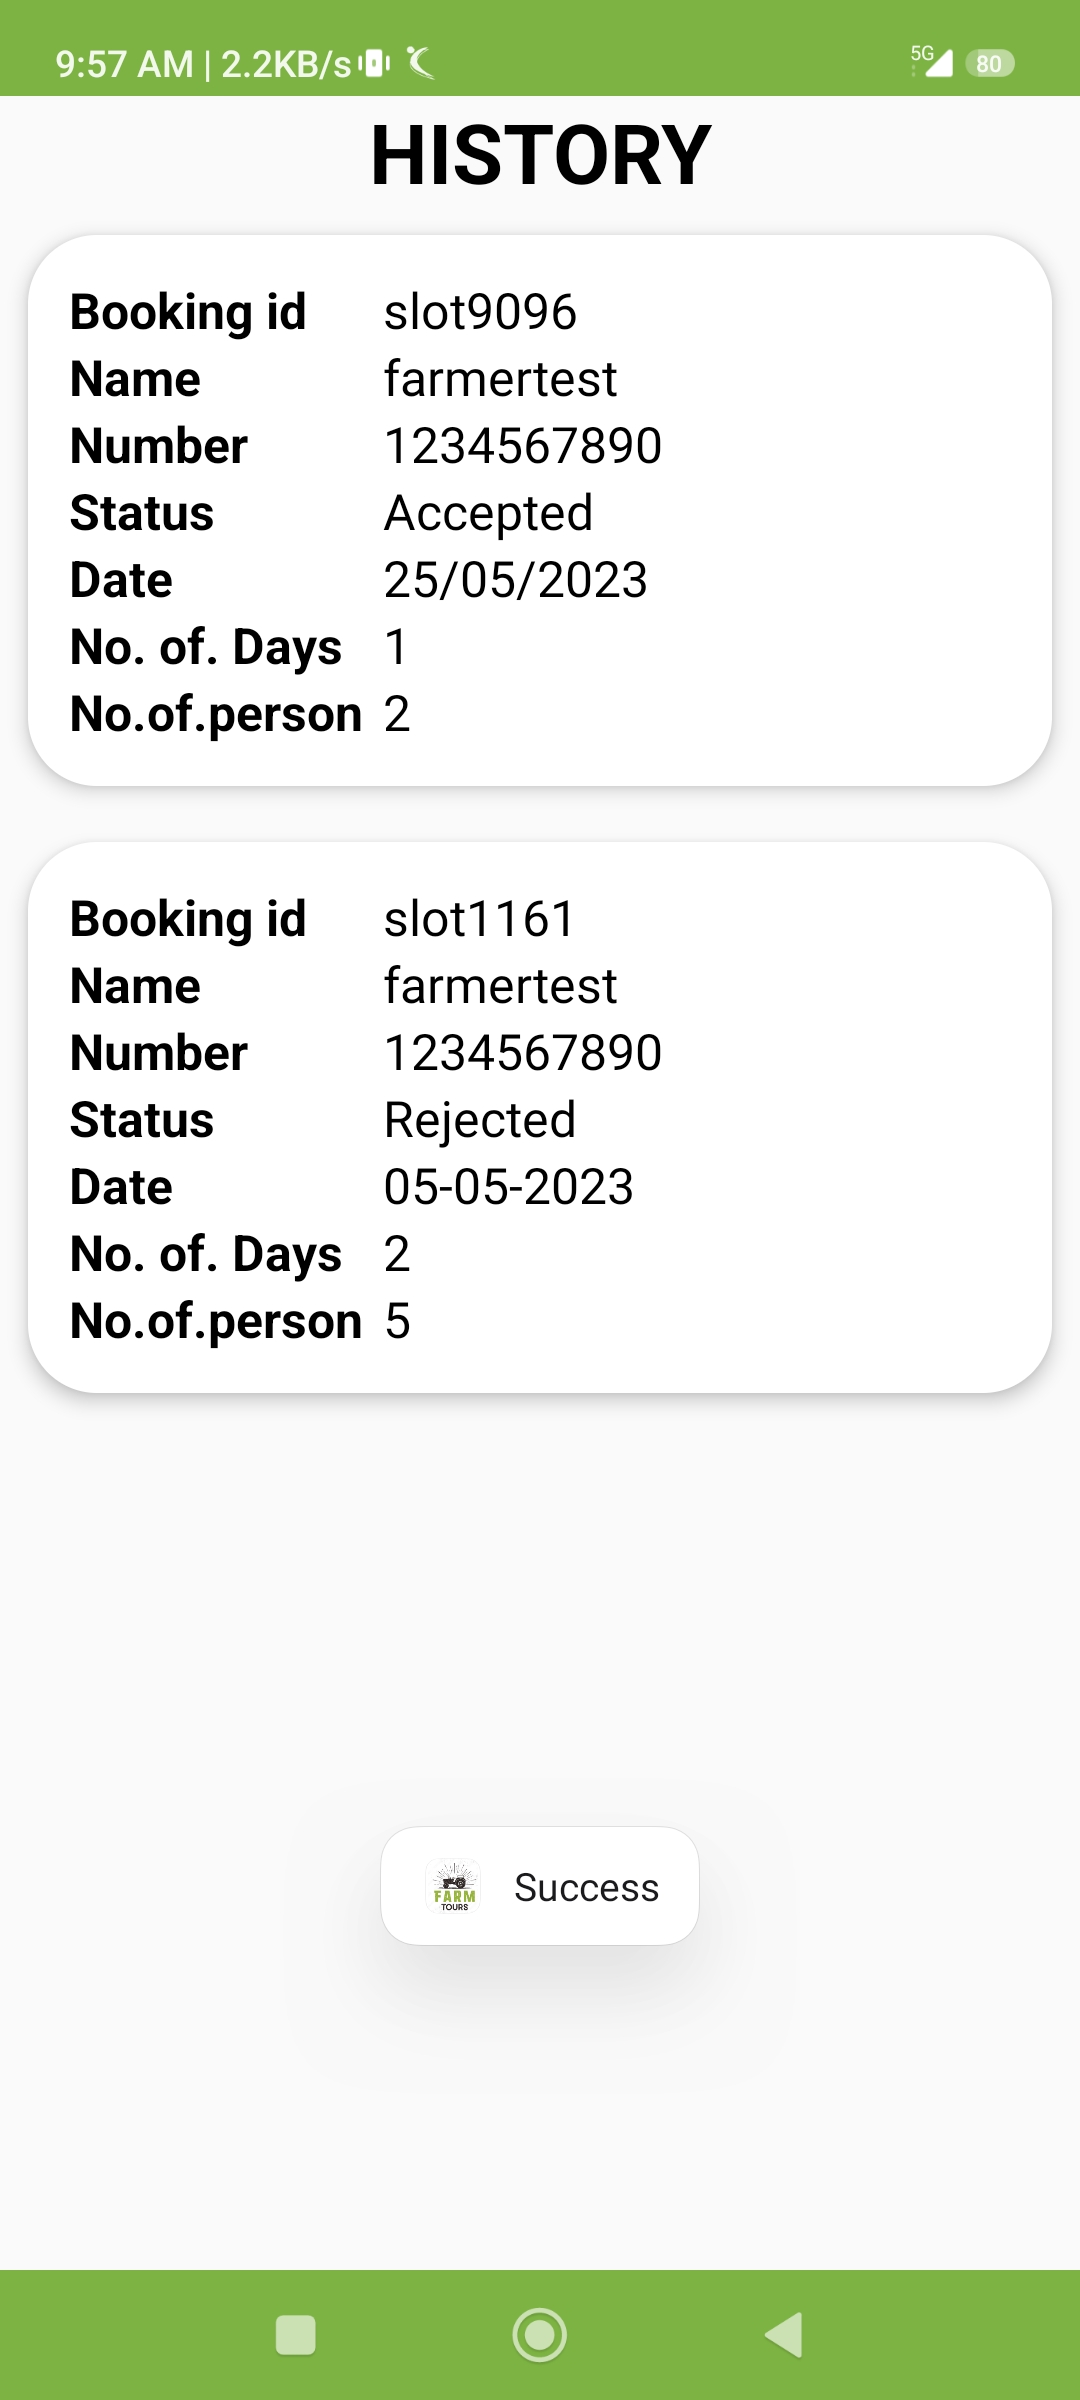 9:57 AM | 2.2KB/s
5G
80
HISTORY
Booking id slot9096
Name farmertest
Number 1234567890
Status Accepted
Date 25/05/2023
No. of. Days 1
No.of.person 2
Booking id slot1161
Name farmertest
Number 1234567890
Status Rejected
Date 05-05-2023
No. of. Days 2
No.of.person 5
FARM
TOURS
Success